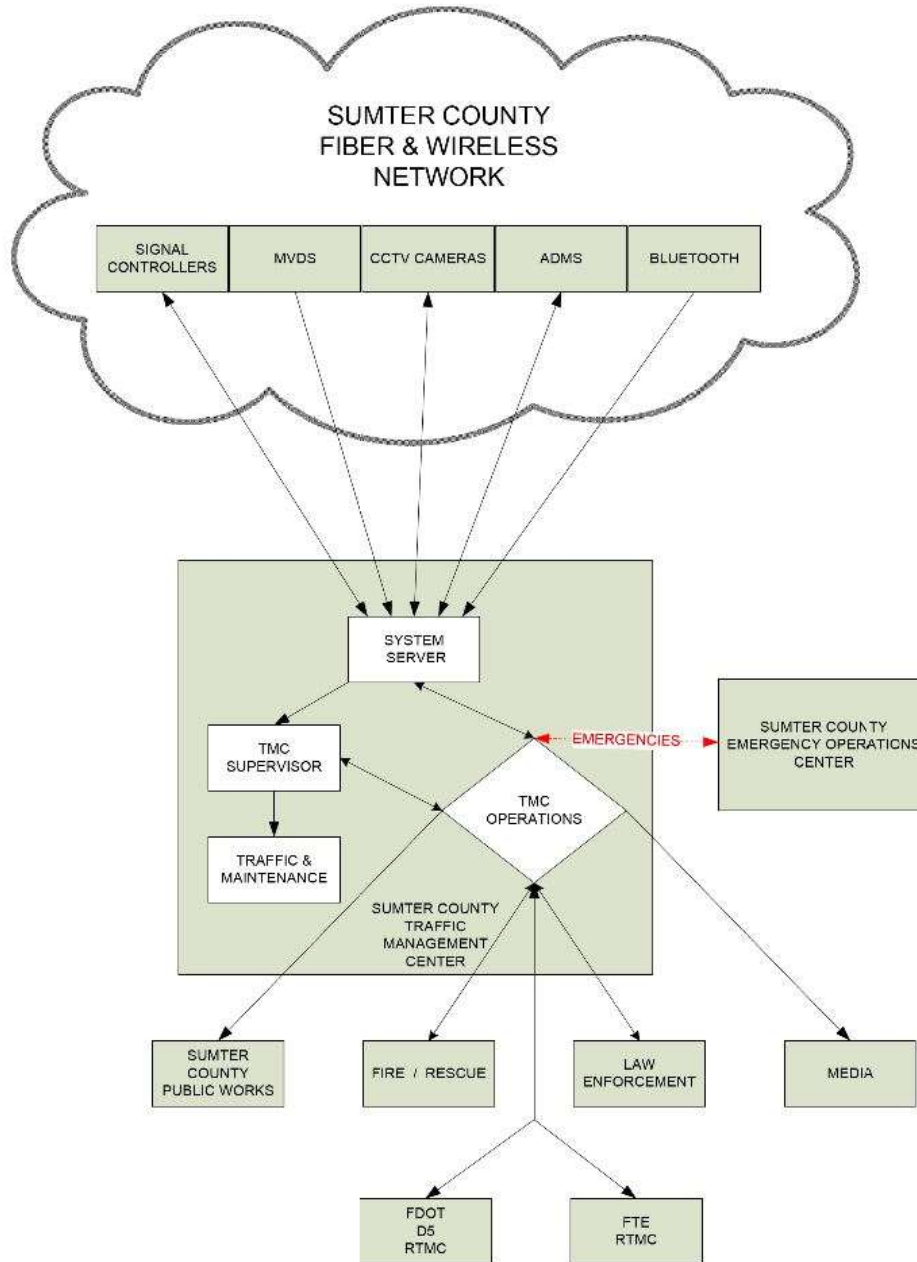 SUMTER COUNTY
FIBER & WIRELESS
NETWORK
SIGNAL
CONTROLLERS
MVDS
CCTV CAMERAS
ADMS
BLUETOOTH
SYSTEM
SERVER
TMC
SUPERVISOR
TRAFFIC &
MAINTENANCE
TMC
OPERATIONS
EMERGENCIES
SUMTER COUNTY
EMERGENCY OPERATIONS
CENTER
SUMTER COUNTY
TRAFFIC
MANAGEMENT
CENTER
SUMTER
COUNTY
PUBLIC WORKS
FIRE / RESCUE
LAW
ENFORCEMENT
MEDIA
FDOT
D5
RTMC
FTE
RTMC